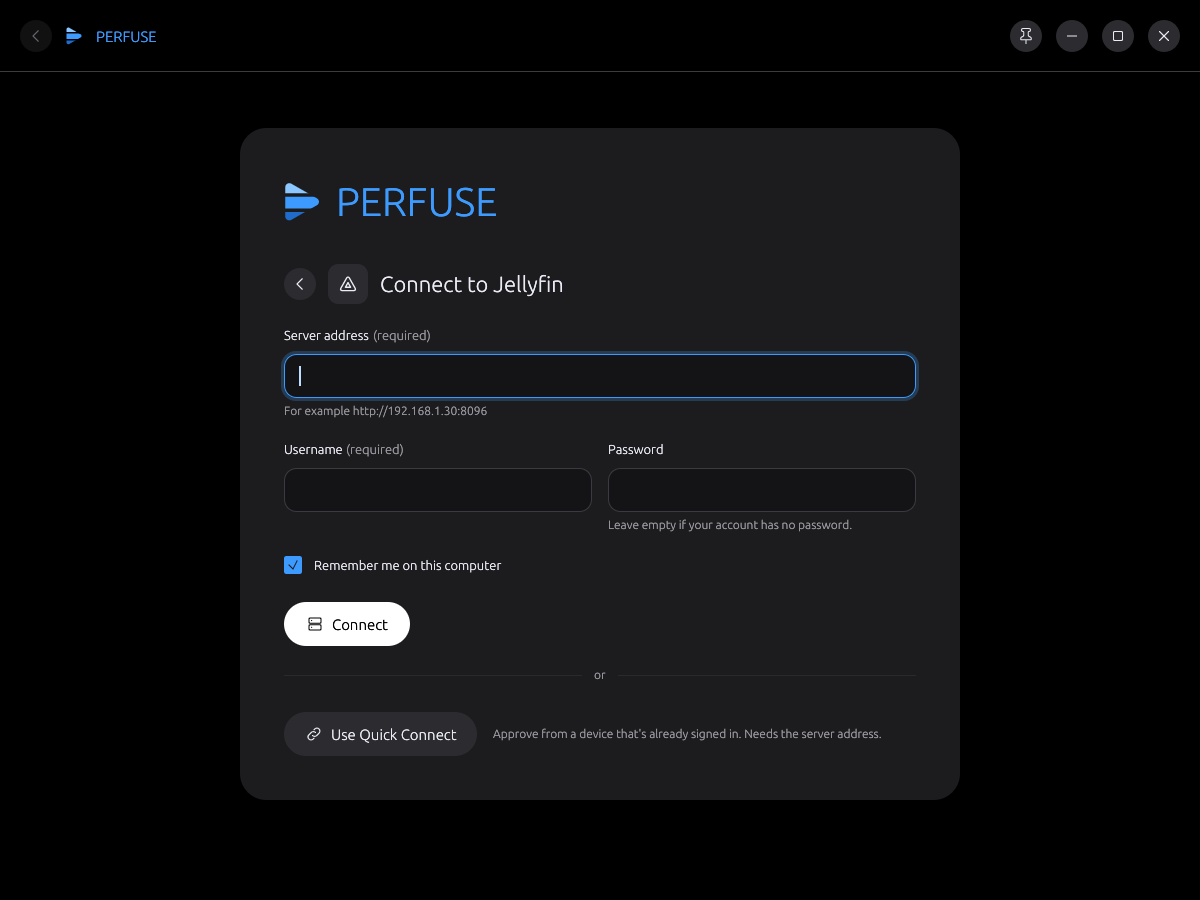 PERFUSE
PERFUSE
Connect to Jellyfin
Server address (required)
For example http://192.168.1.30:8096
Username (required)
Password
Leave empty if your account has no password.
Remember me on this computer
Connect
or
Use Quick Connect
Approve from a device that's already signed in. Needs the server address.